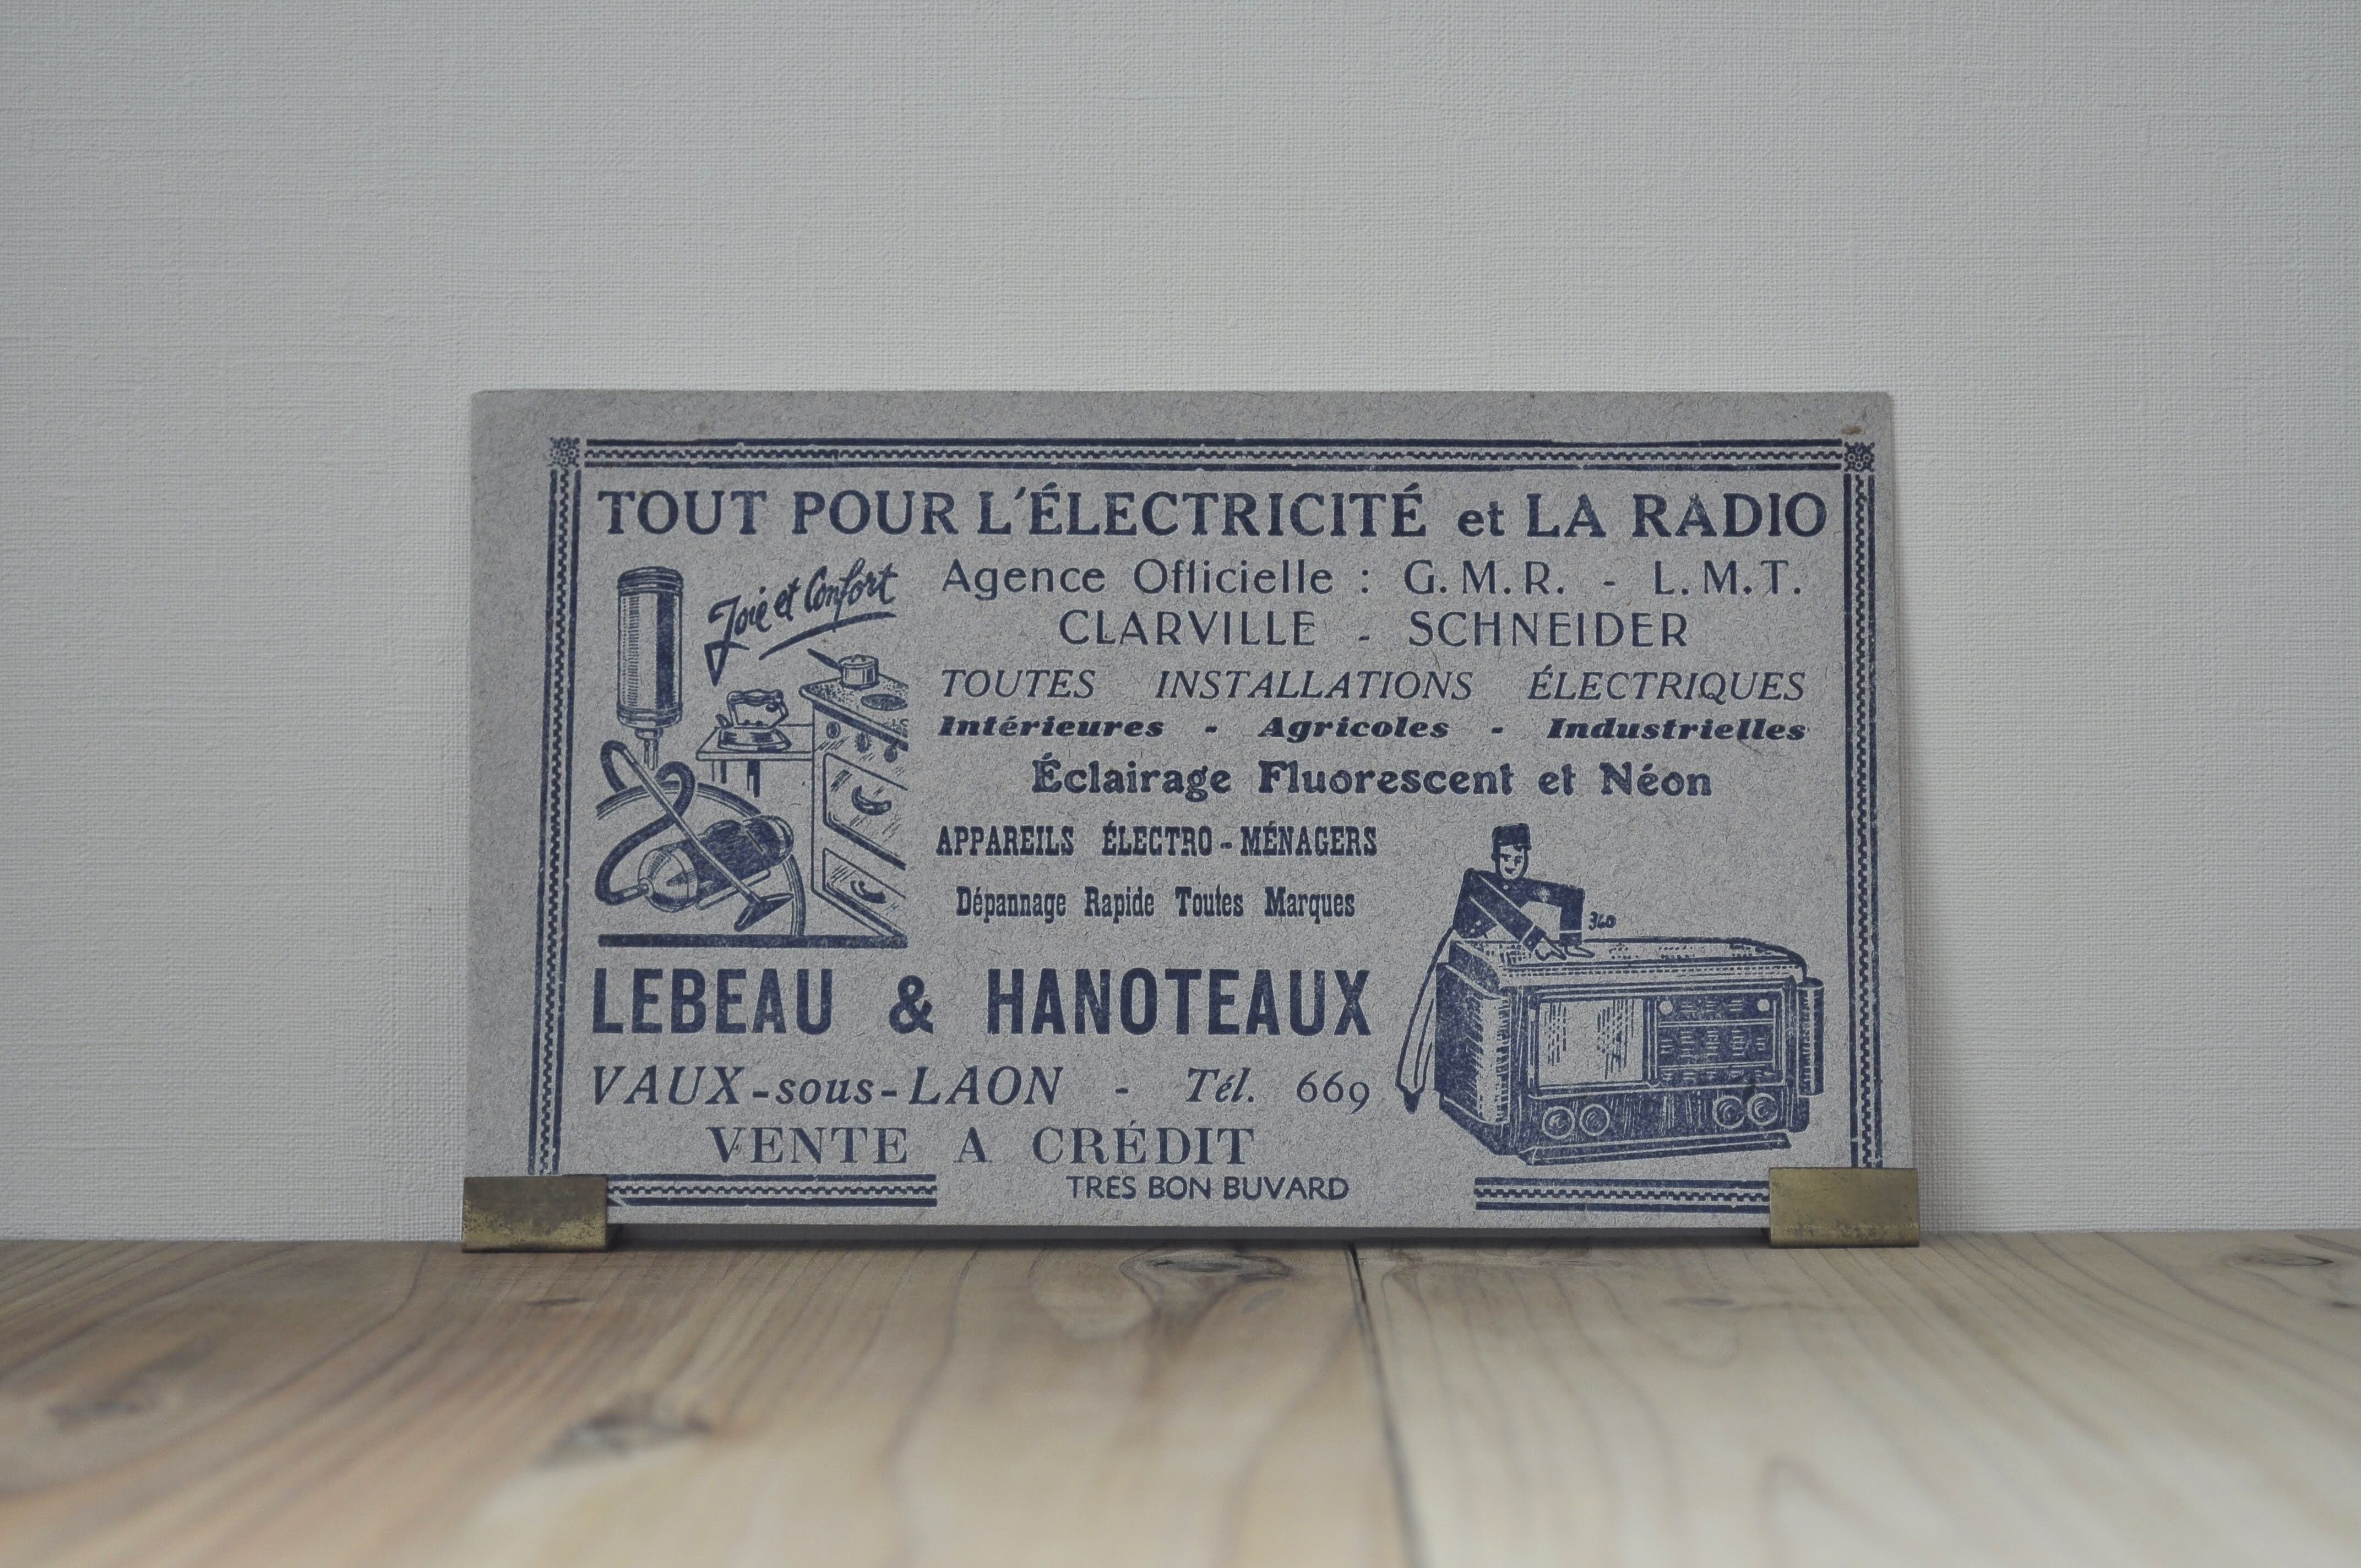 TOUT POUR L'ÉLECTRICITÉ et LA RADIO
Joie et Confort
Agence Officielle : G.M.R. - L.M.T.
CLARVILLE - SCHNEIDER
TOUTES INSTALLATIONS ÉLECTRIQUES
Intérieures - Agricoles - Industrielles
Éclairage Fluorescent et Néon
APPAREILS ÉLECTRO-MÉNAGERS
Dépannage Rapide Toutes Marques
360
LEBEAU & HANOTEAUX
VAUX-sous-LAON - Tél. 669
VENTE A CRÉDIT
TRES BON BUVARD